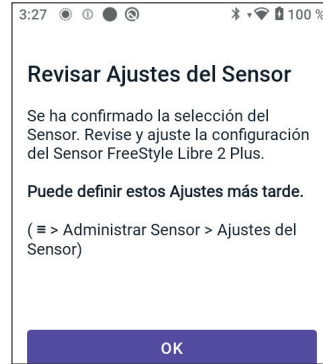 3:27 100 %
Revisar Ajustes del Sensor
Se ha confirmado la selección del
Sensor. Revise y ajuste la configuración
del Sensor FreeStyle Libre 2 Plus.
Puede definir estos Ajustes más tarde.
( ≡ > Administrar Sensor > Ajustes del
Sensor)
OK